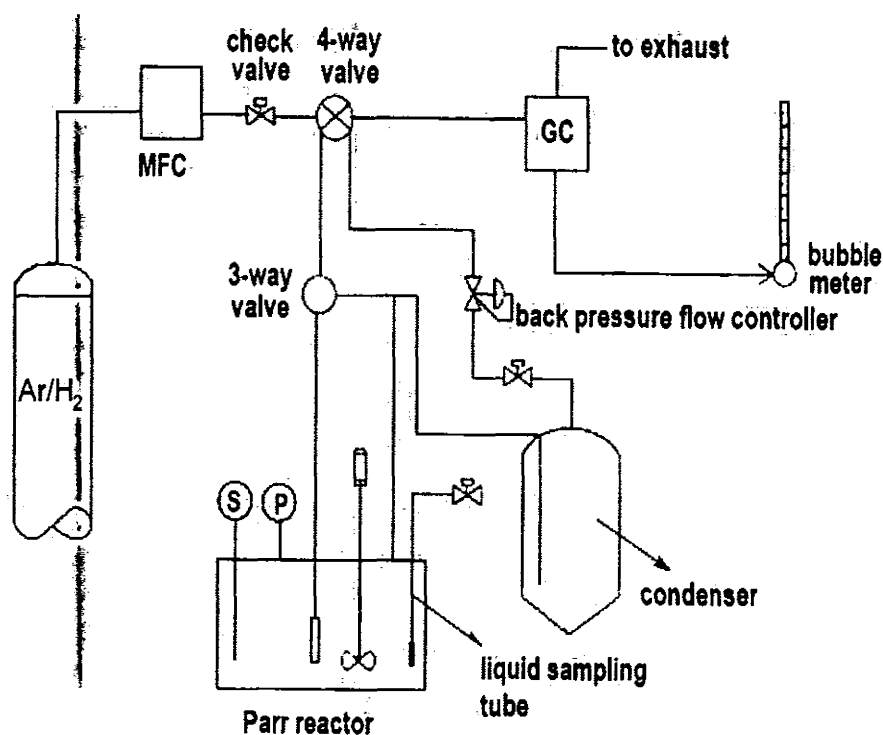 check
valve
4-way
valve
to exhaust
MFC
GC
3-way
valve
bubble
meter
back pressure flow controller
Ar/H₂
S
P
condenser
liquid sampling
tube
Parr reactor